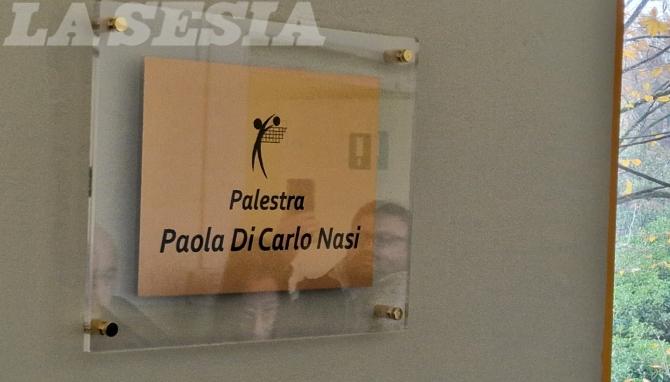 LA SESIA
Palestra
Paola Di Carlo Nasi